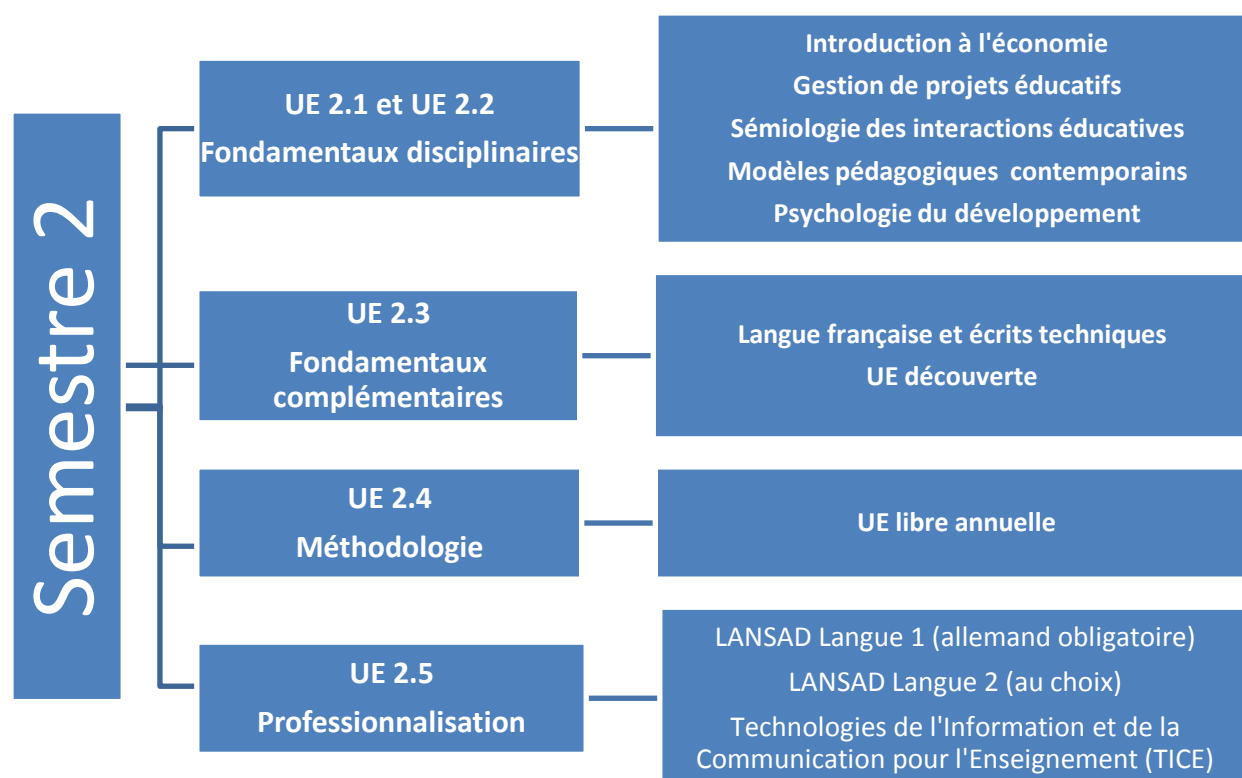 Semestre 2
UE 2.1 et UE 2.2
Fondamentaux disciplinaires
Introduction à l'économie
Gestion de projets éducatifs
Sémiologie des interactions éducatives
Modèles pédagogiques contemporains
Psychologie du développement
UE 2.3
Fondamentaux
complémentaires
Langue française et écrits techniques
UE découverte
UE 2.4
Méthodologie
UE libre annuelle
UE 2.5
Professionnalisation
LANSAD Langue 1 (allemand obligatoire)
LANSAD Langue 2 (au choix)
Technologies de l'Information et de la
Communication pour l'Enseignement (TICE)